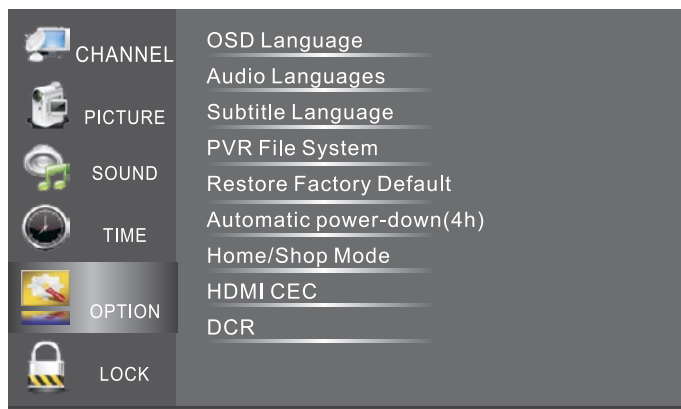 CHANNEL
PICTURE
SOUND
TIME
OPTION
LOCK
OSD Language
Audio Languages
Subtitle Language
PVR File System
Restore Factory Default
Automatic power-down(4h)
Home/Shop Mode
HDMI CEC
DCR